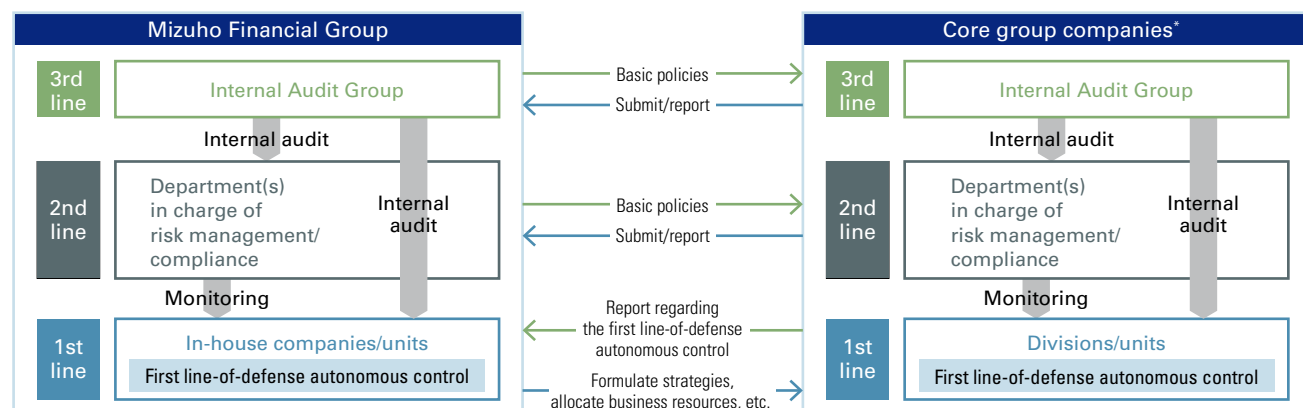 Mizuho Financial Group
3rd
line
Internal Audit Group
Internal audit
2nd
line
Department(s)
in charge of
risk management/
compliance
Internal
audit
Monitoring
1st
line
In-house companies/units
First line-of-defense autonomous control
Basic policies
Submit/report
Basic policies
Submit/report
Report regarding
the first line-of-defense
autonomous control
Formulate strategies,
allocate business resources, etc.
Core group companies*
3rd
line
Internal Audit Group
Internal audit
2nd
line
Department(s)
in charge of
risk management/
compliance
Internal
audit
Monitoring
1st
line
Divisions/units
First line-of-defense autonomous control